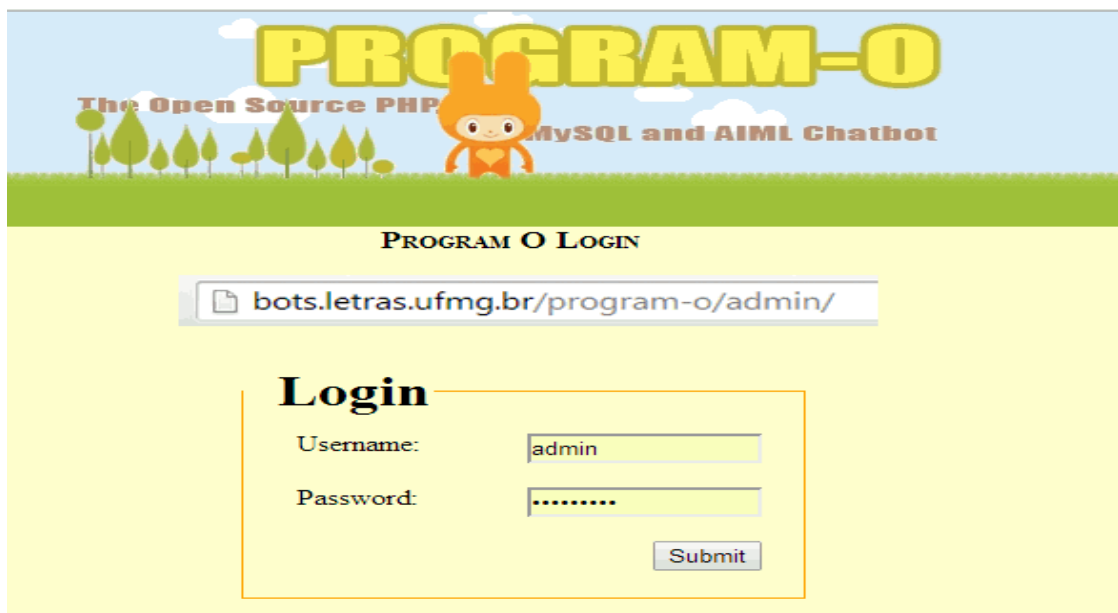 PROGRAM-O
The Open Source PHP,
MySQL and AIML Chatbot
PROGRAM O LOGIN
bots.letras.ufmg.br/program-o/admin/
Login
Username: admin
Password: •••••••••
Submit